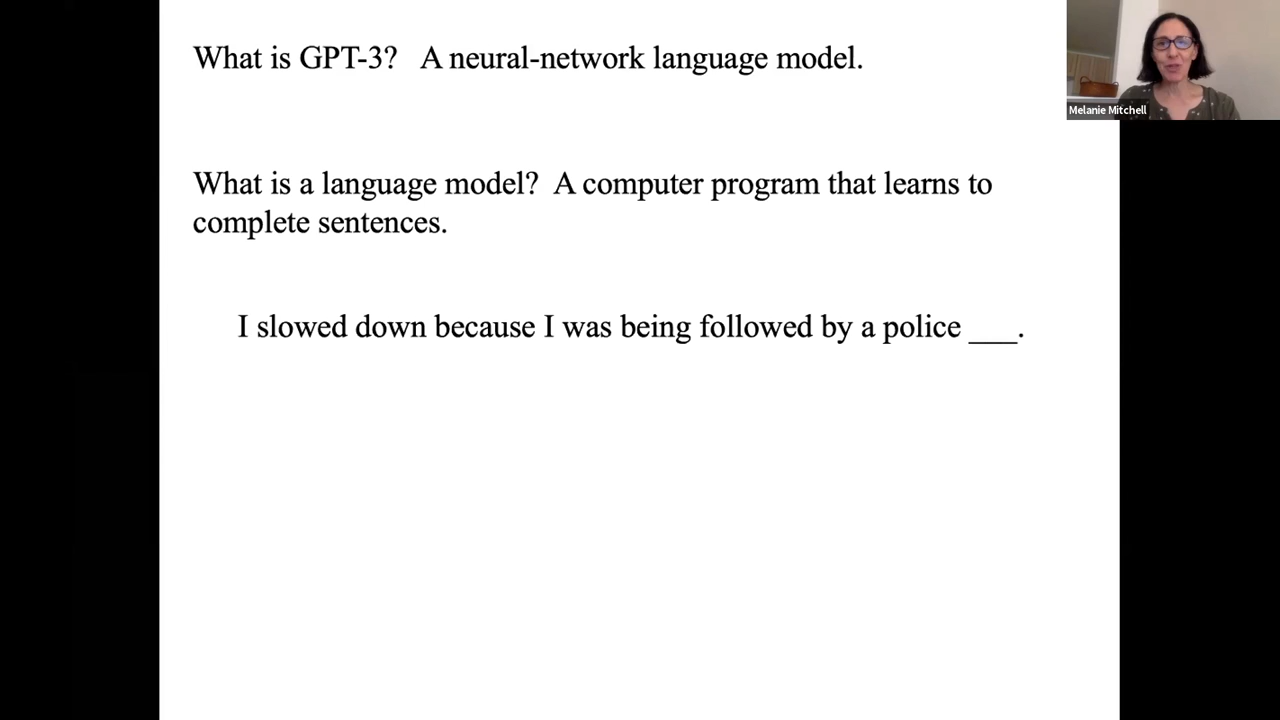 What is GPT-3? A neural-network language model.
Melanie Mitchell
What is a language model? A computer program that learns to
complete sentences.
I slowed down because I was being followed by a police ___.